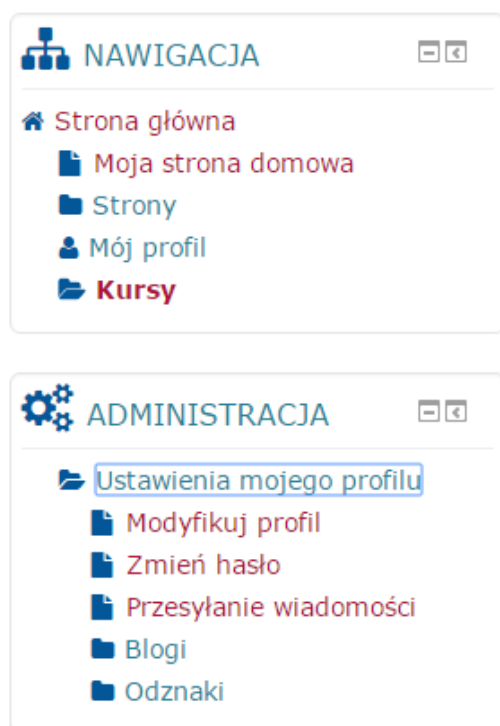 NAWIGACJA
Strona główna
Moja strona domowa
Strony
Mój profil
Kursy
ADMINISTRACJA
Ustawienia mojego profilu
Modyfikuj profil
Zmień hasło
Przesyłanie wiadomości
Blogi
Odznaki